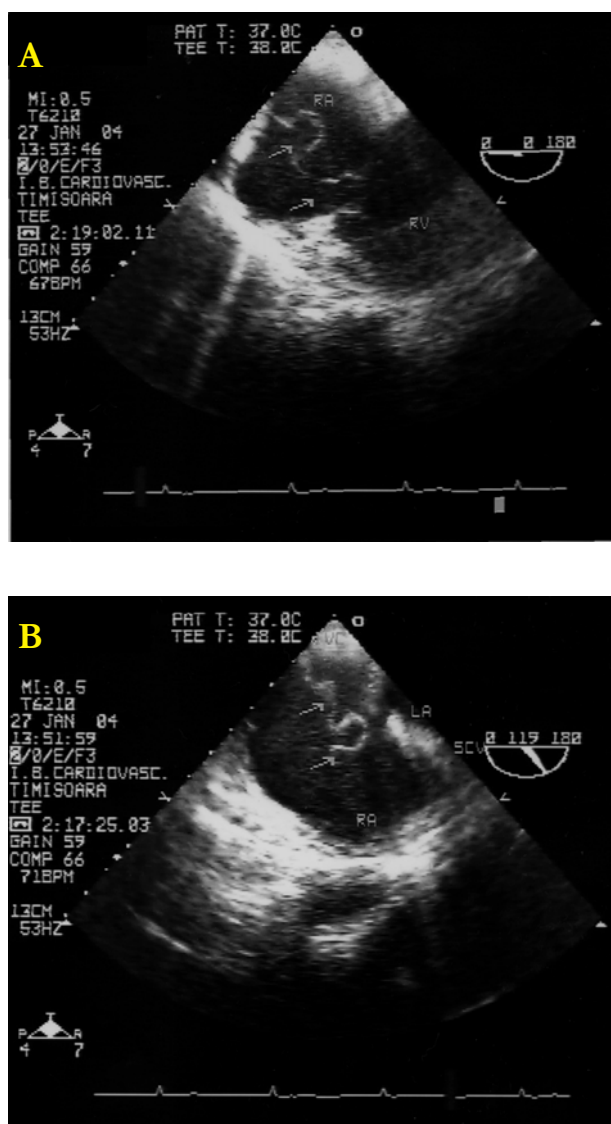 A
PAT T: 37.0C
TEE T: 38.0C
MI:0.5
T6210
27 JAN 04
13:53:46
2/0/E/F3
I.B.CARDIOVASC.
TIMISOARA
TEE
2:19:02.11
GAIN 59
COMP 66
67BPM
13CM
53HZ
RA
RV
0 0 180
T
P R
4 7
B
PAT T: 37.0C
TEE T: 38.0C
MI:0.5
T6210
27 JAN 04
13:51:59
2/0/E/F3
I.B.CARDIOVASC.
TIMISOARA
TEE
2:17:25.03
GAIN 59
COMP 66
71BPM
13CM
53HZ
LA
SCV
RA
0 119 180
T
P R
4 7